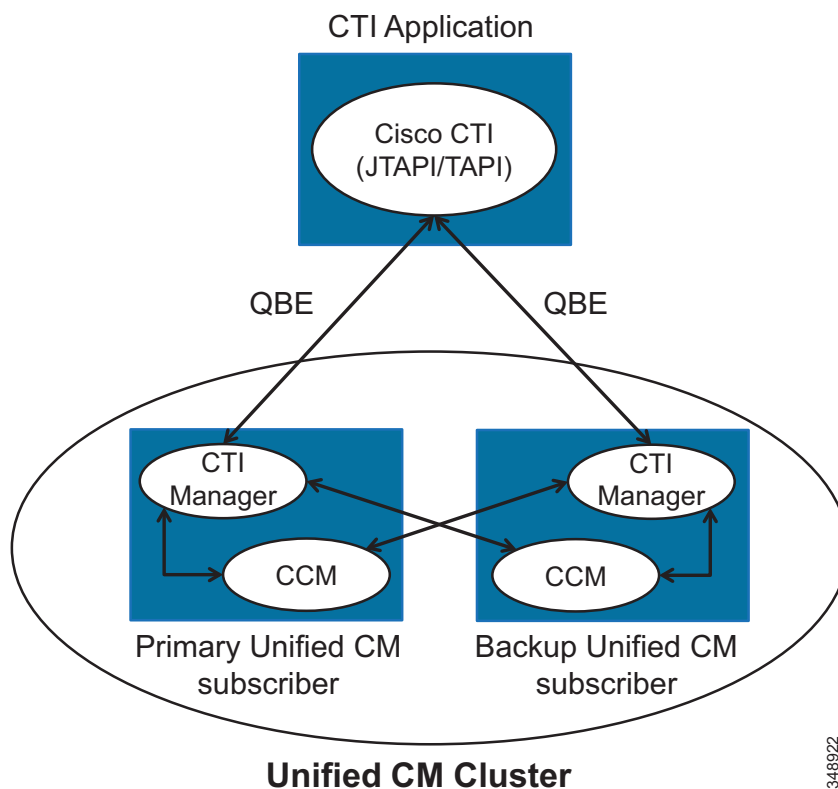 CTI Application
Cisco CTI
(JTAPI/TAPI)
QBE
QBE
CTI
Manager
CTI
Manager
CCM
CCM
Primary Unified CM
subscriber
Backup Unified CM
subscriber
Unified CM Cluster
348922